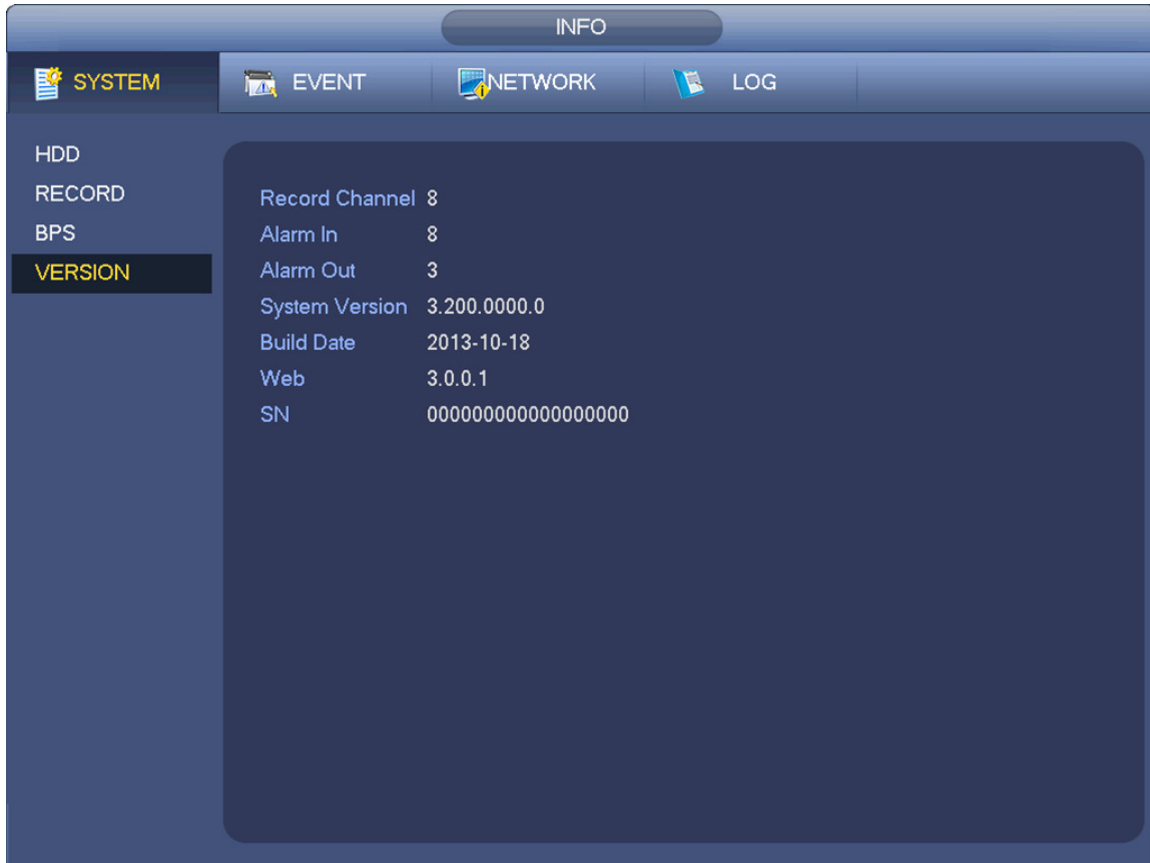 INFO
SYSTEM EVENT NETWORK LOG
HDD
RECORD
BPS
VERSION
Record Channel 8
Alarm In 8
Alarm Out 3
System Version 3.200.0000.0
Build Date 2013-10-18
Web 3.0.0.1
SN 000000000000000000